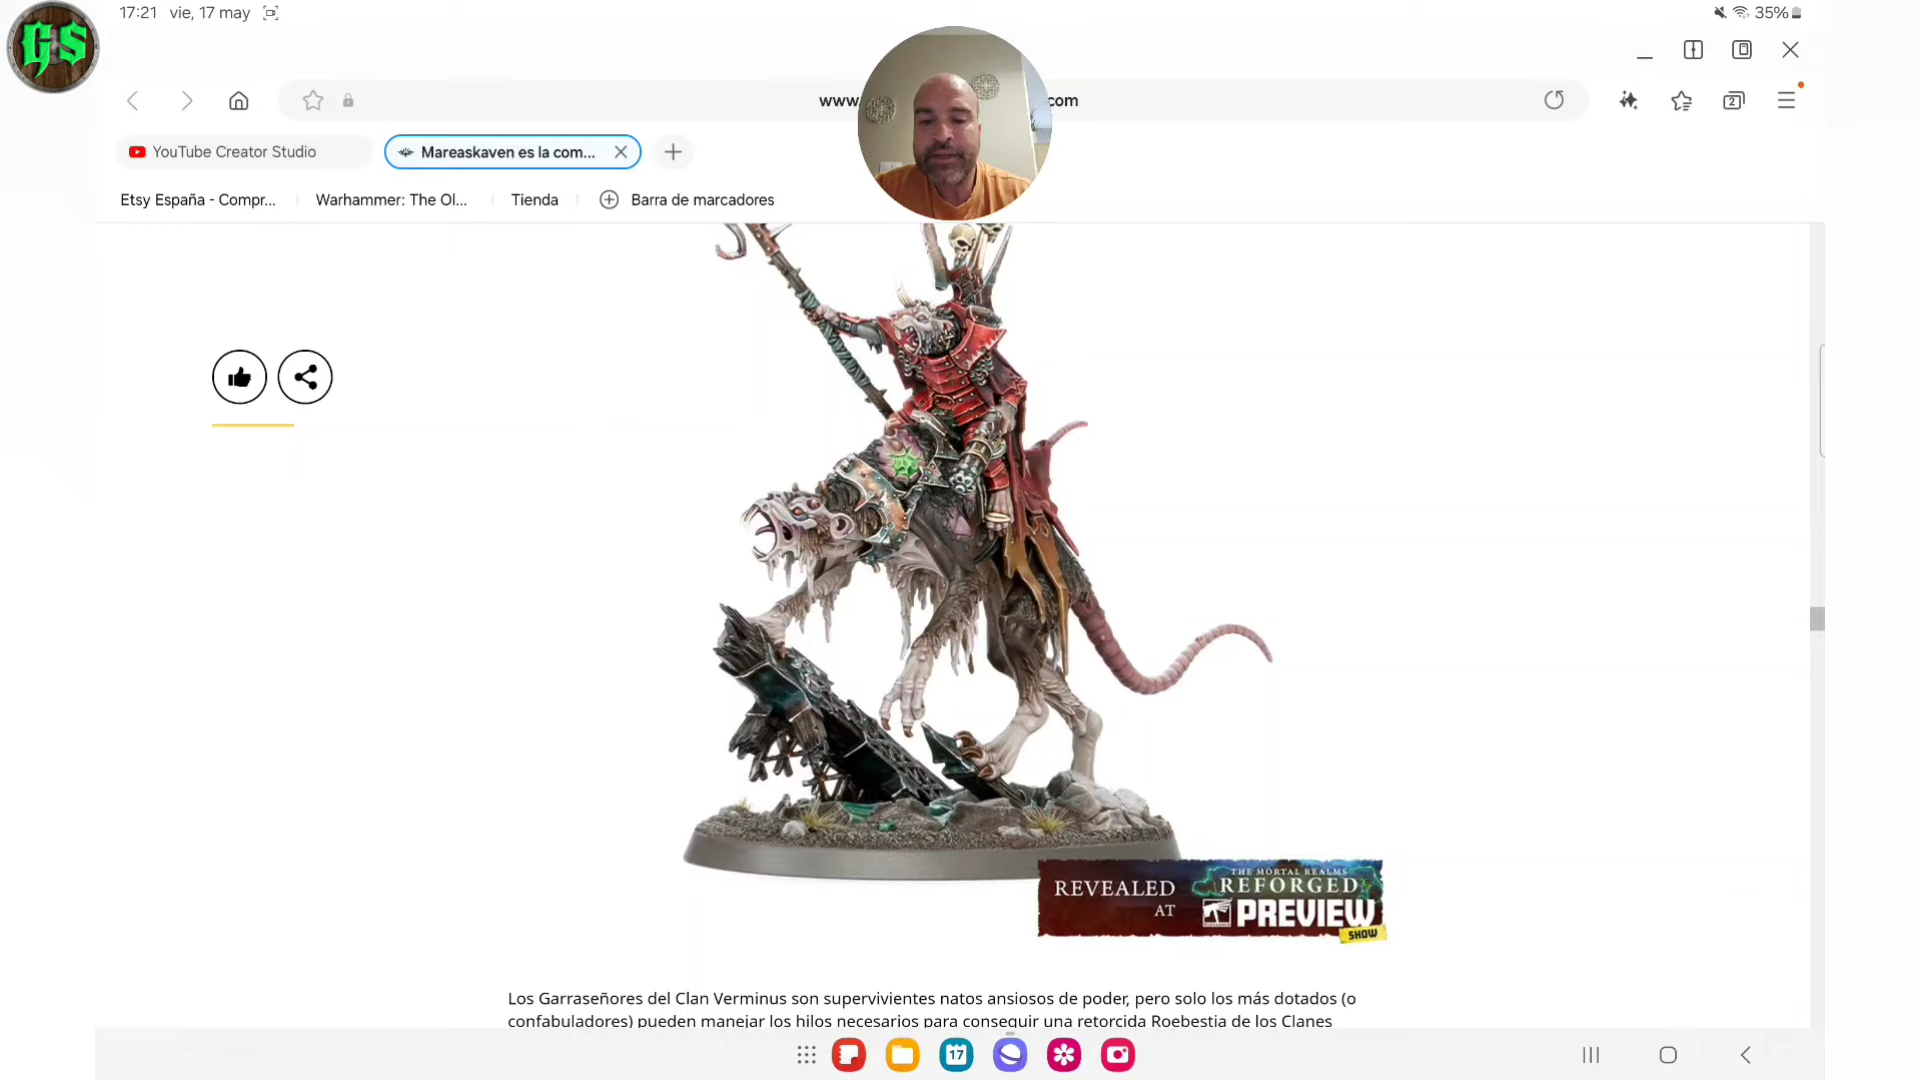 GS
17:21 vie, 17 may
35%
www.
com
2
YouTube Creator Studio
Mareaskaven es la com...
Etsy España - Compr...
Warhammer: The Ol...
Tienda
Barra de marcadores
REVEALED
AT
THE MORTAL REALMS
REFORGED
PREVIEW
SHOW
Los Garraseñores del Clan Verminus son supervivientes natos ansiosos de poder, pero solo los más dotados (o
confabuladores) pueden manejar los hilos necesarios para conseguir una retorcida Roebestia de los Clanes
17